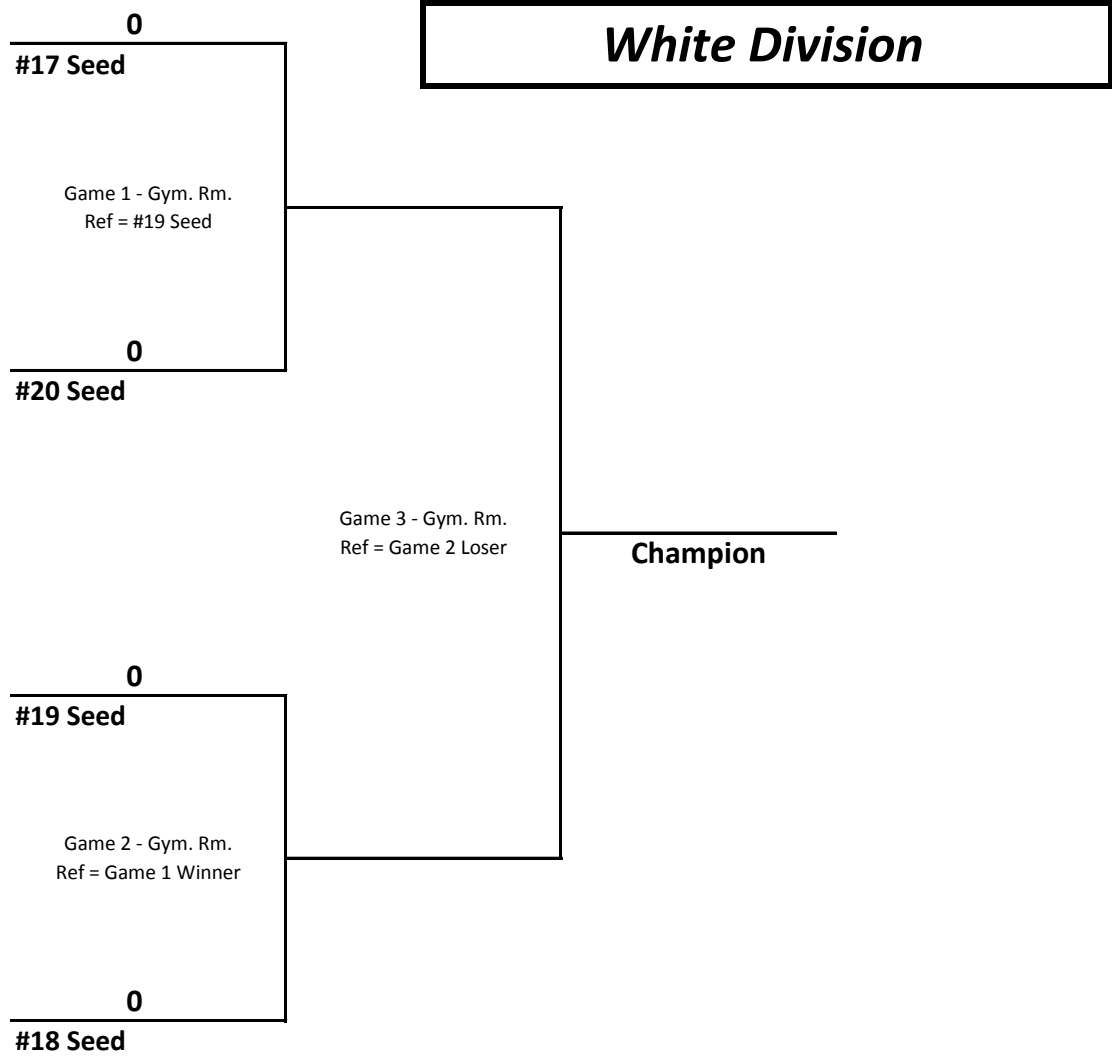 0
White Division
#17 Seed
Game 1 - Gym. Rm.
Ref = #19 Seed
0
#20 Seed
Game 3 - Gym. Rm.
Ref = Game 2 Loser
Champion
0
#19 Seed
Game 2 - Gym. Rm.
Ref = Game 1 Winner
0
#18 Seed